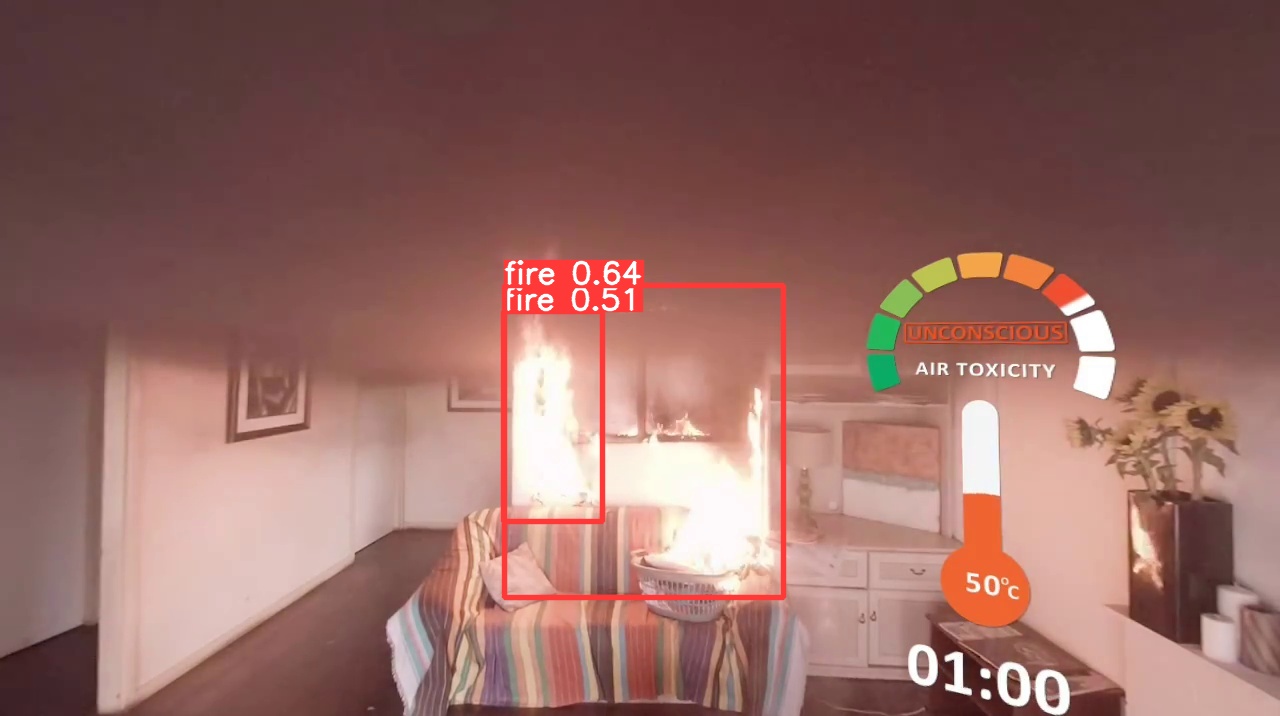 fire 0.64
fire 0.51
UNCONSCIOUS
AIR TOXICITY
50°C
01:00